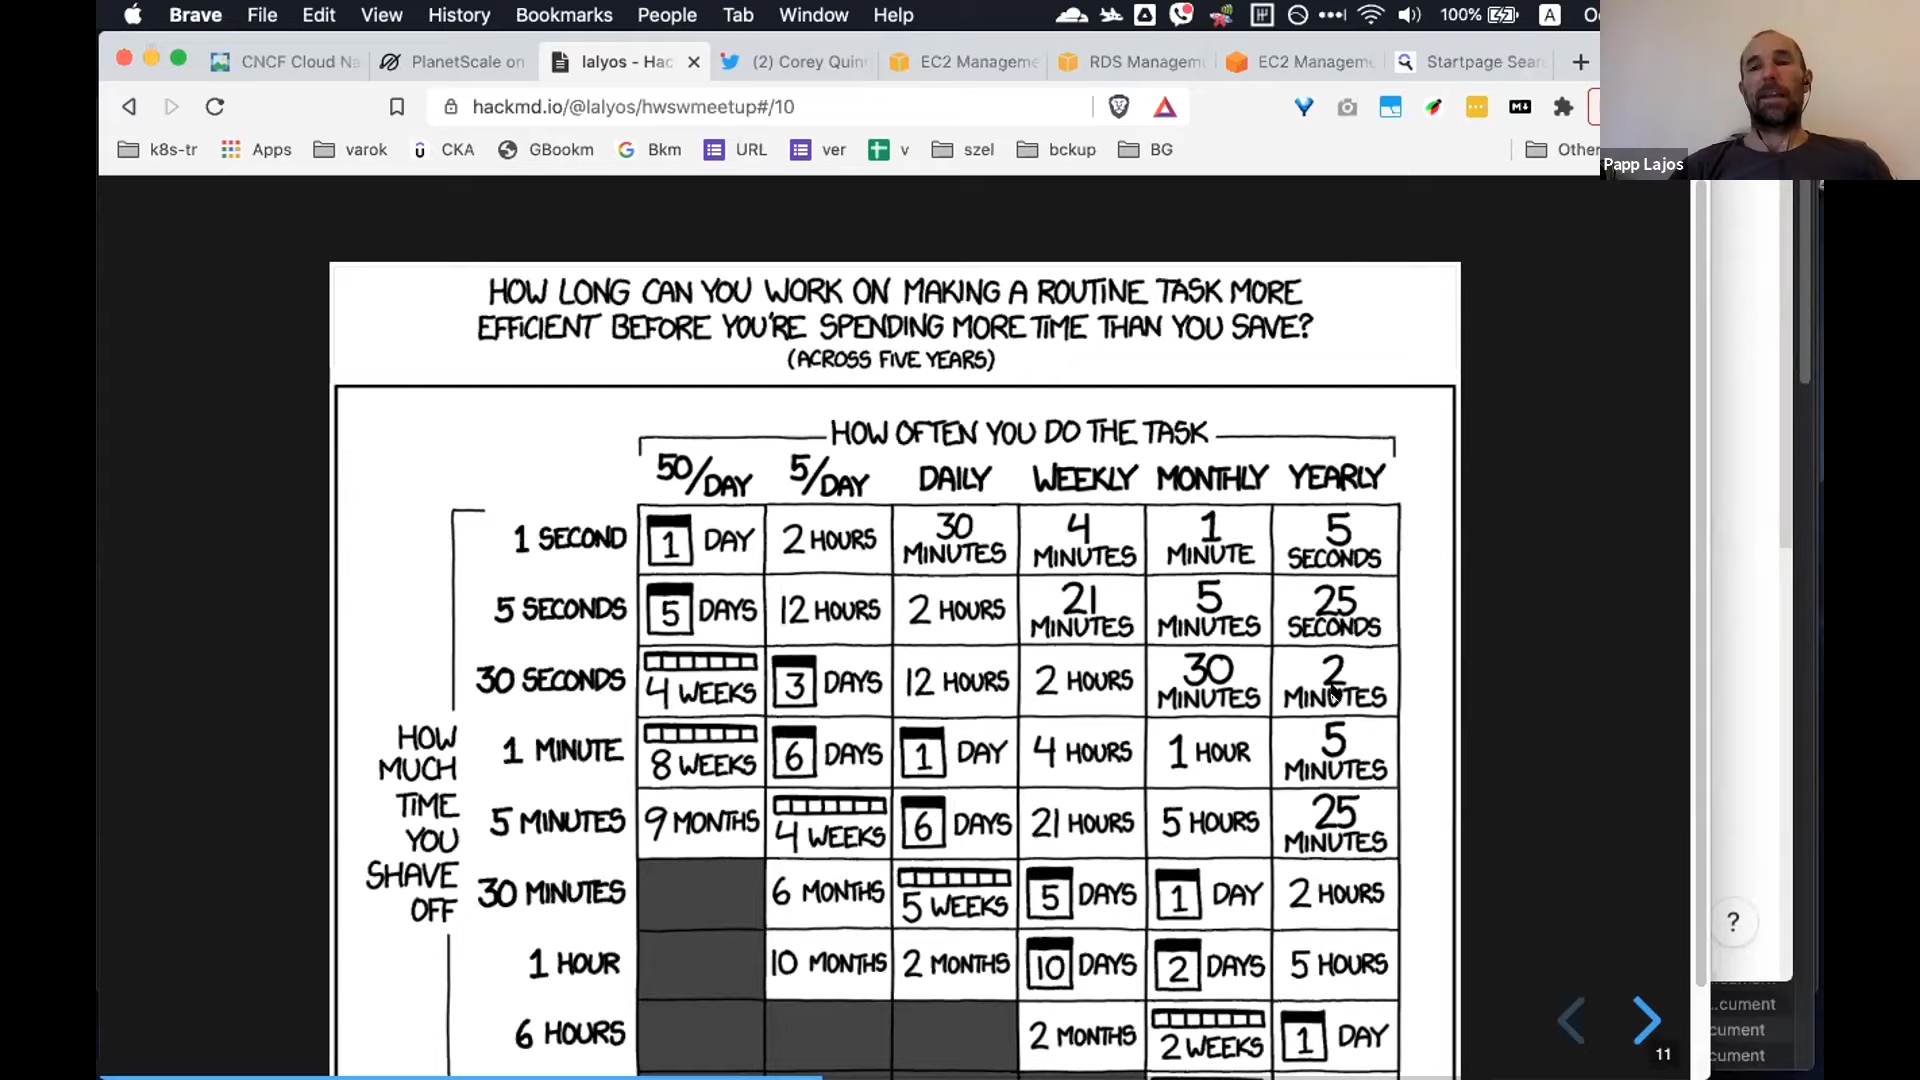 Brave File Edit View History Bookmarks People Tab Window Help 100% A
CNCF Cloud Na PlanetScale on lalyos - Hac (2) Corey Quin EC2 Manageme RDS Managem EC2 Manageme Startpage Sear
hackmd.io/@lalyos/hwswmeetup#/10
k8s-tr Apps varok CKA GBookm Bkm URL ver v szel bckup BG Other
Papp Lajos
HOW LONG CAN YOU WORK ON MAKING A ROUTINE TASK MORE
EFFICIENT BEFORE YOU'RE SPENDING MORE TIME THAN YOU SAVE?
(ACROSS FIVE YEARS)
HOW OFTEN YOU DO THE TASK
50/DAY 5/DAY DAILY WEEKLY MONTHLY YEARLY
HOW
MUCH
TIME
YOU
SHAVE
OFF
1 SECOND 1 DAY 2 HOURS 30 MINUTES 4 MINUTES 1 MINUTE 5 SECONDS
5 SECONDS 5 DAYS 12 HOURS 2 HOURS 21 MINUTES 5 MINUTES 25 SECONDS
30 SECONDS 4 WEEKS 3 DAYS 12 HOURS 2 HOURS 30 MINUTES 2 MINUTES
1 MINUTE 8 WEEKS 6 DAYS 1 DAY 4 HOURS 1 HOUR 5 MINUTES
5 MINUTES 9 MONTHS 4 WEEKS 6 DAYS 21 HOURS 5 HOURS 25 MINUTES
30 MINUTES 6 MONTHS 5 WEEKS 5 DAYS 1 DAY 2 HOURS
1 HOUR 10 MONTHS 2 MONTHS 10 DAYS 2 DAYS 5 HOURS
6 HOURS 2 MONTHS 2 WEEKS 1 DAY
?
...cument
cument
cument
11